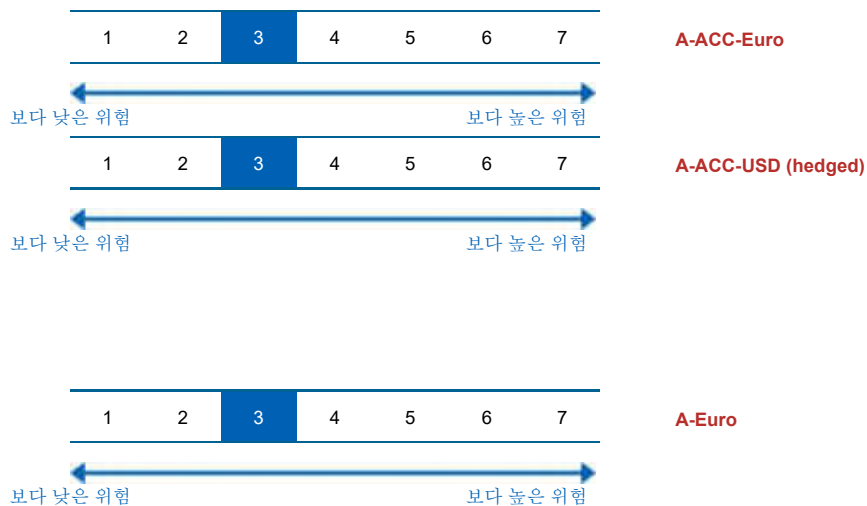 1 2 3 4 5 6 7 A-ACC-Euro
보다 낮은 위험 보다 높은 위험
1 2 3 4 5 6 7 A-ACC-USD (hedged)
보다 낮은 위험 보다 높은 위험
1 2 3 4 5 6 7 A-Euro
보다 낮은 위험 보다 높은 위험